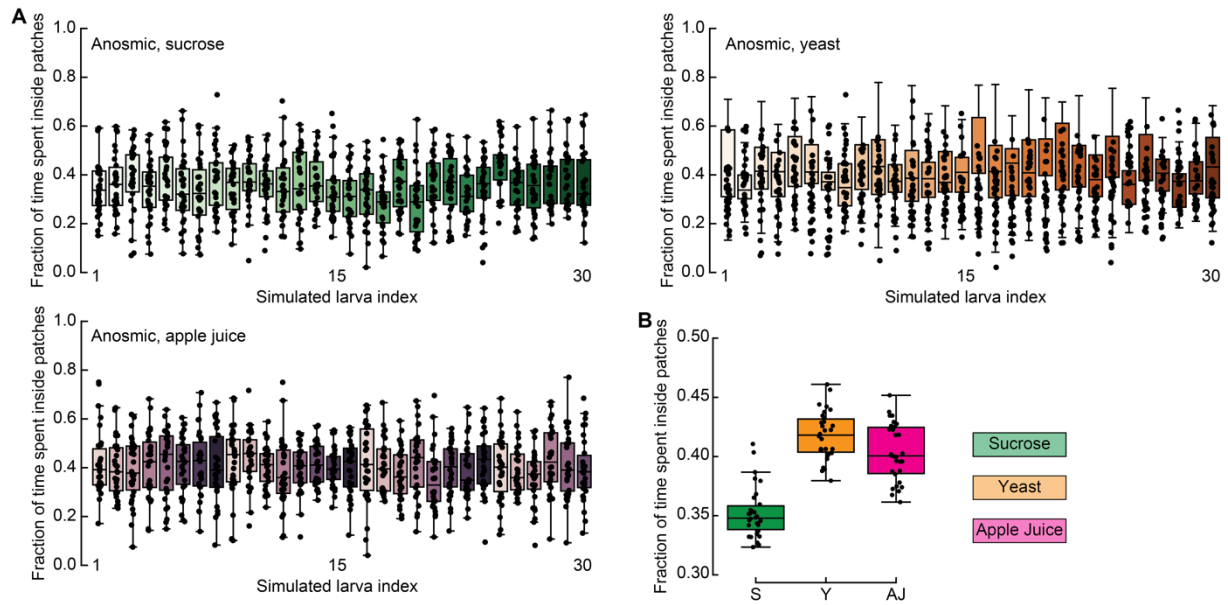 A
Fraction of time spent inside patches
1.0
0.8
0.6
0.4
0.2
0.0
Anosmic, sucrose
1
15
30
Simulated larva index
Fraction of time spent inside patches
1.0
0.8
0.6
0.4
0.2
0.0
Anosmic, yeast
1
15
30
Simulated larva index
Fraction of time spent inside patches
1.0
0.8
0.6
0.4
0.2
0.0
Anosmic, apple juice
1
15
30
Simulated larva index
B
Fraction of time spent inside patches
0.50
0.45
0.40
0.35
0.30
S
Y
AJ
Sucrose
Yeast
Apple Juice